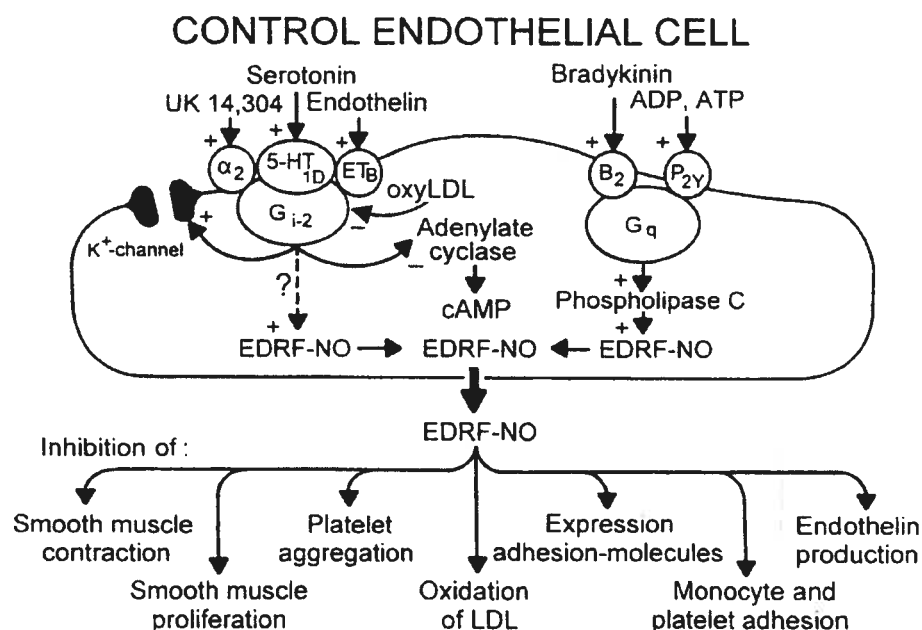 CONTROL ENDOTHELIAL CELL
Serotonin
UK 14,304
Endothelin
Bradykinin
ADP, ATP
+
+
+
+
+
α2
5-HT1D
ETB
B2
P2Y
oxyLDL
Gi-2
Gq
+
−
K+-channel
Adenylate
cyclase
−
?
+
cAMP
Phospholipase C
+
+
EDRF-NO
EDRF-NO
EDRF-NO
EDRF-NO
Inhibition of :
Smooth muscle
contraction
Platelet
aggregation
Expression
adhesion-molecules
Endothelin
production
Smooth muscle
proliferation
Oxidation
of LDL
Monocyte and
platelet adhesion